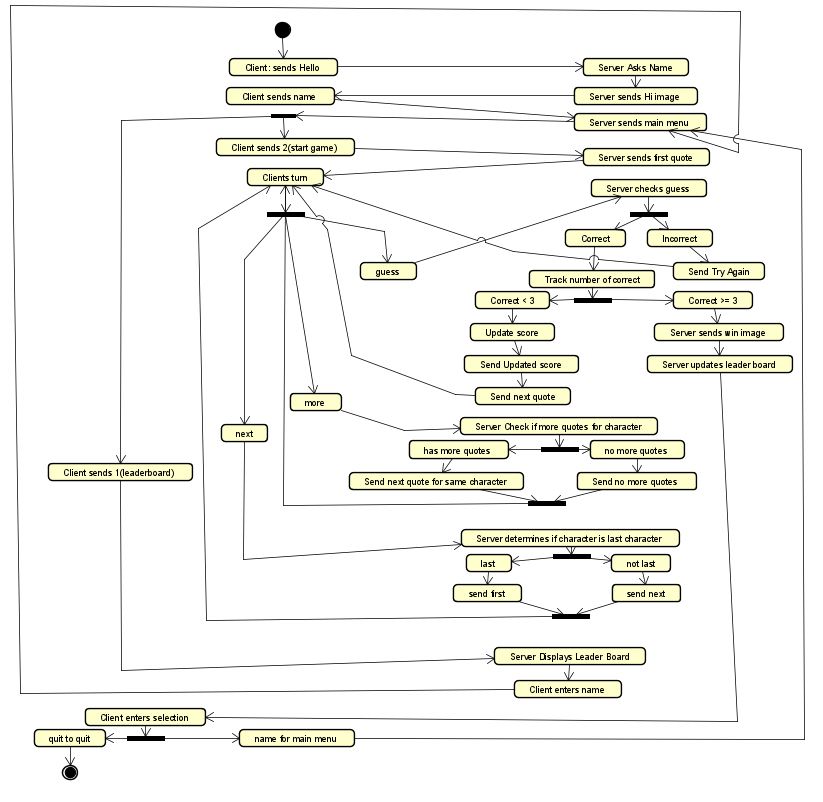 Client: sends Hello
Server Asks Name
Client sends name
Server sends Hi image
Server sends main menu
Client sends 2(start game)
Server sends first quote
Clients turn
Server checks guess
Correct
Incorrect
guess
Send Try Again
Track number of correct
Correct < 3
Correct >= 3
Update score
Server sends win image
Send Updated score
Server updates leader board
more
Send next quote
next
Server Check if more quotes for character
has more quotes
no more quotes
Client sends 1(leaderboard)
Send next quote for same character
Send no more quotes
Server determines if character is last character
last
not last
send first
send next
Server Displays Leader Board
Client enters name
Client enters selection
quit to quit
name for main menu